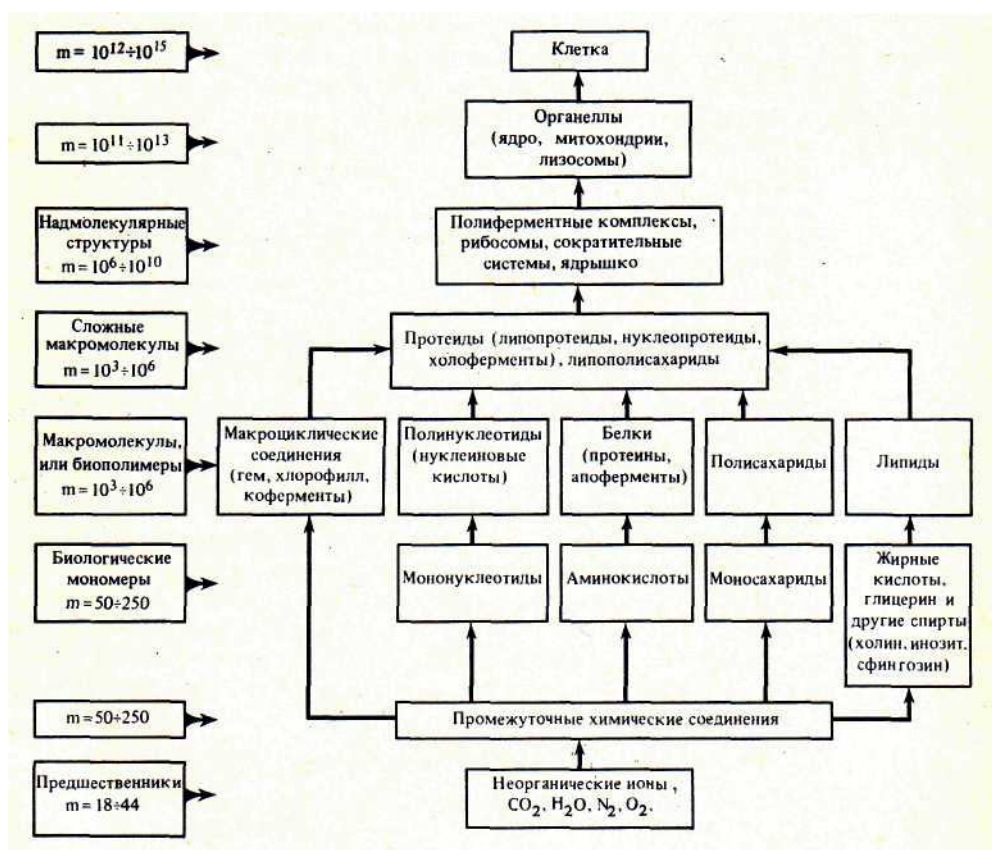 m = 10¹²÷10¹⁵
Клетка
m = 10¹¹÷10¹³
Органеллы
(ядро, митохондрии,
лизосомы)
Надмолекулярные
структуры
m = 10⁶÷10¹⁰
Полиферментные комплексы,
рибосомы, сократительные
системы, ядрышко
Сложные
макромолекулы
m = 10³÷10⁶
Протеиды (липопротеиды, нуклеопротеиды,
холоферменты), липополисахариды
Макромолекулы,
или биополимеры
m = 10³÷10⁶
Макроциклические
соединения
(гем, хлорофилл,
коферменты)
Полинуклеотиды
(нуклеиновые
кислоты)
Белки
(протеины,
апоферменты)
Полисахариды
Липиды
Биологические
мономеры
m = 50÷250
Мононуклеотиды
Аминокислоты
Моносахариды
Жирные
кислоты,
глицерин и
другие спирты
(холин, инозит,
сфингозин)
m = 50÷250
Промежуточные химические соединения
Предшественники
m = 18÷44
Неорганические ионы,
CO₂, H₂O, N₂, O₂.